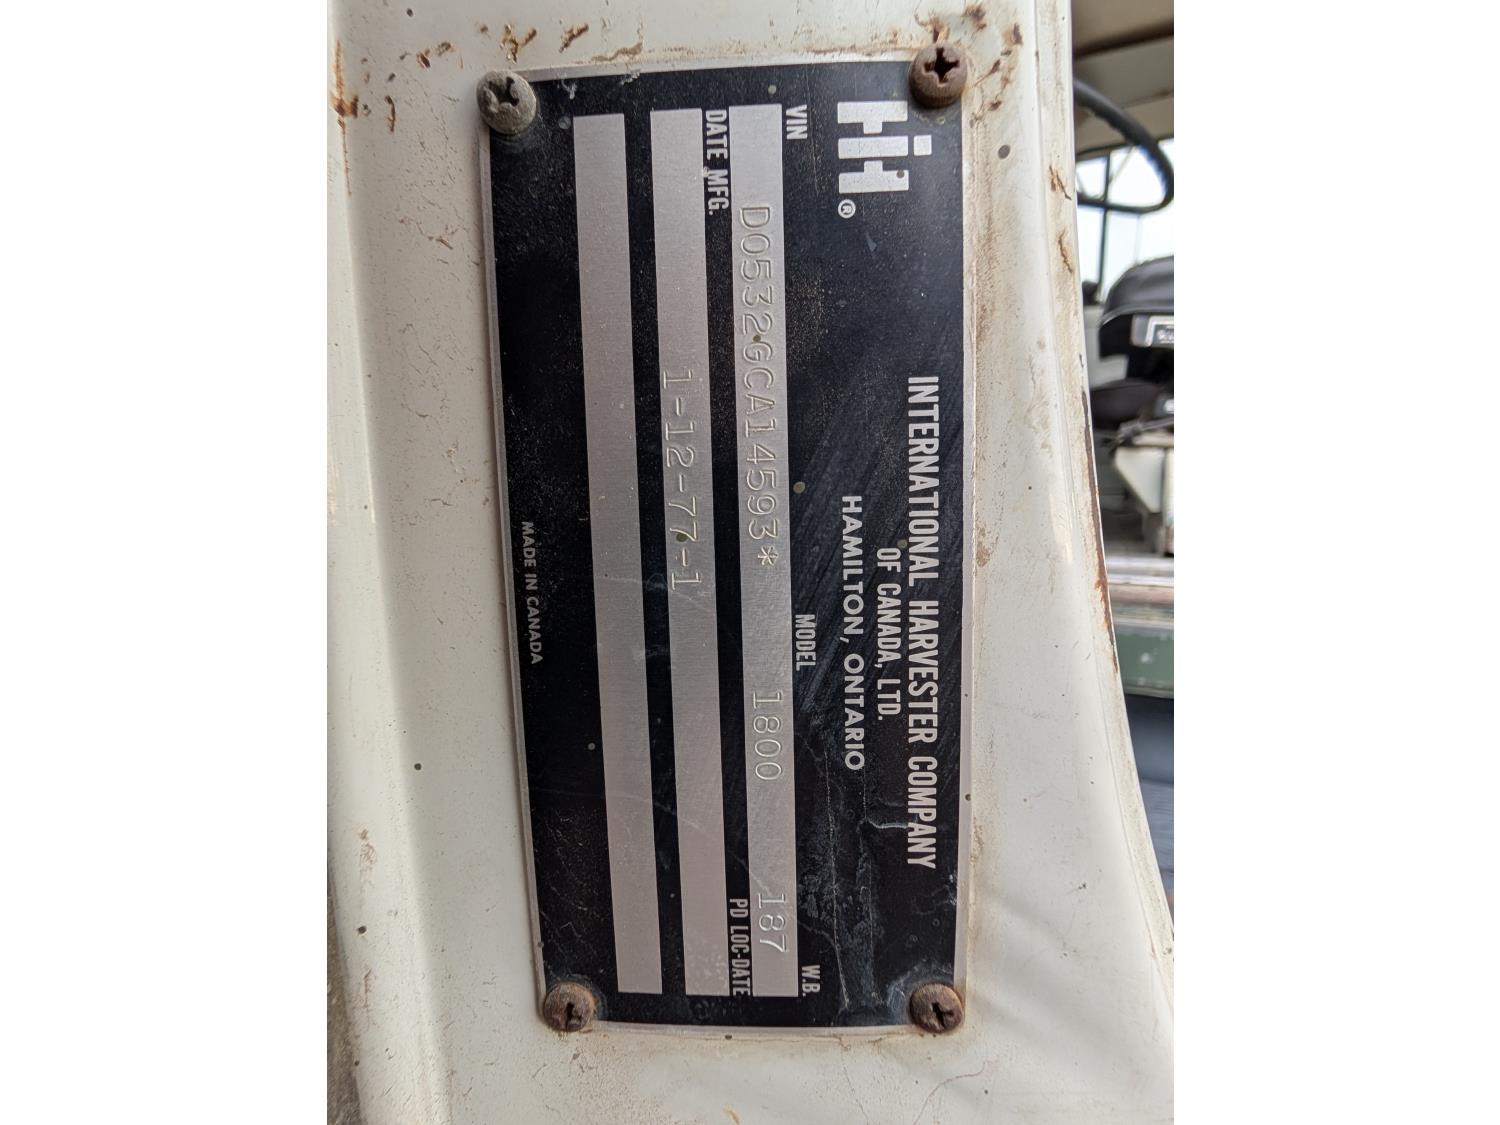 IH®
INTERNATIONAL HARVESTER COMPANY
OF CANADA, LTD.
HAMILTON, ONTARIO
VIN MODEL W.B.
D0532GCA14593* 1800 187
DATE MFG. PD LOC-DATE
1-12-77-1
MADE IN CANADA